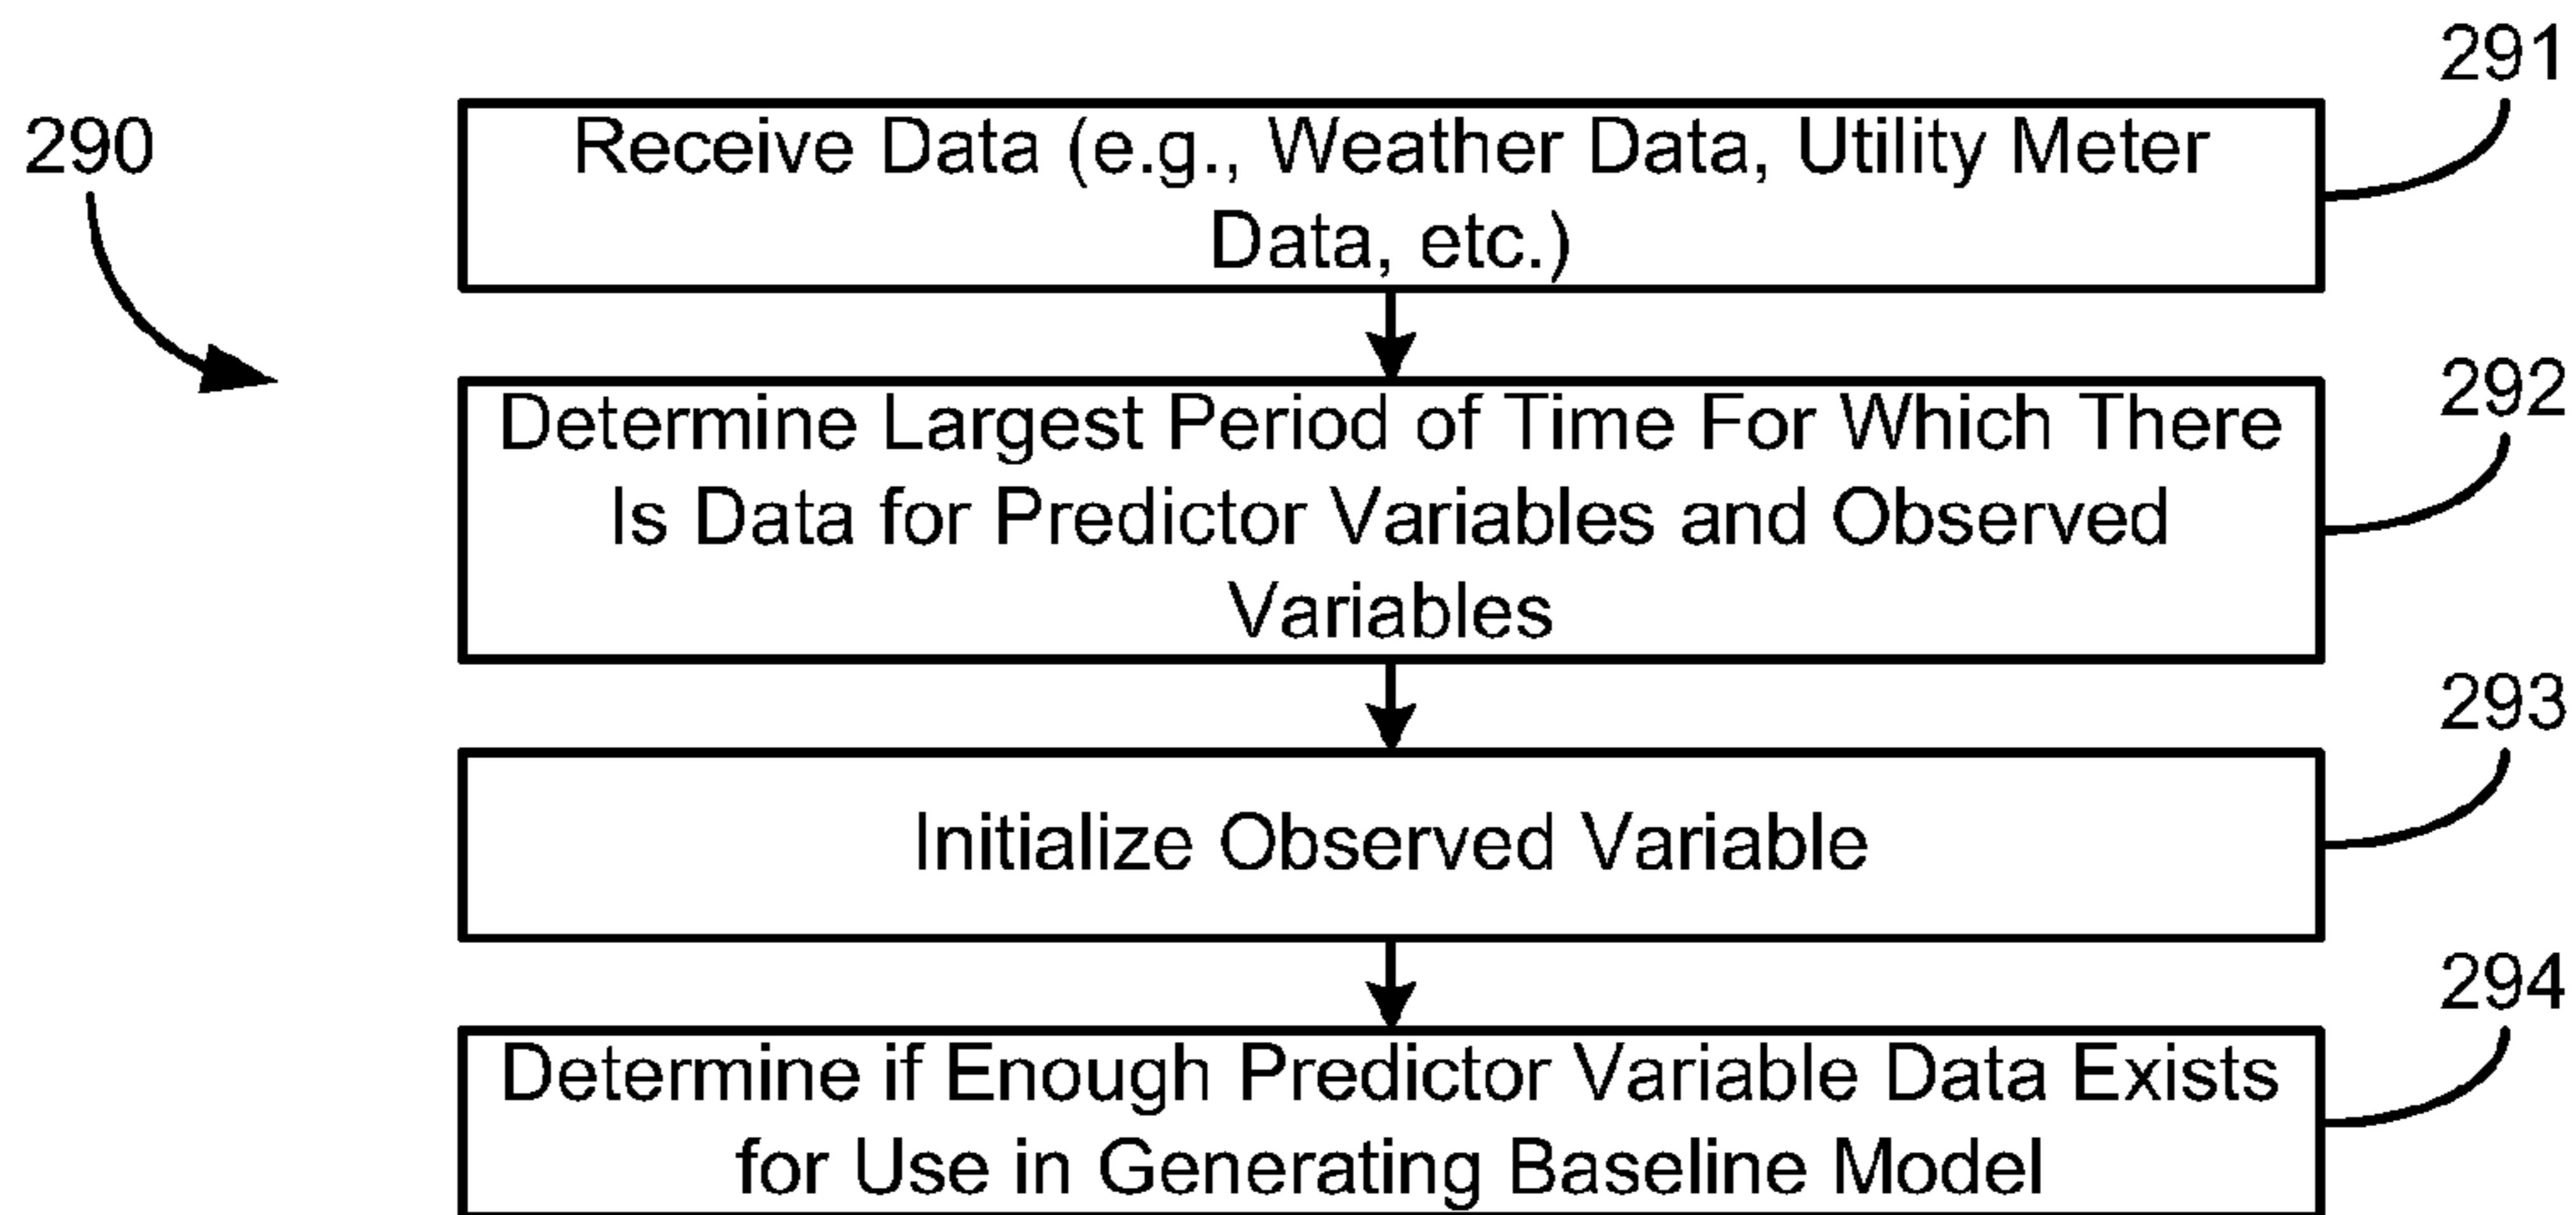 291
290
Receive Data (e.g., Weather Data, Utility Meter
Data, etc.)
292
Determine Largest Period of Time For Which There
Is Data for Predictor Variables and Observed
Variables
293
Initialize Observed Variable
294
Determine if Enough Predictor Variable Data Exists
for Use in Generating Baseline Model